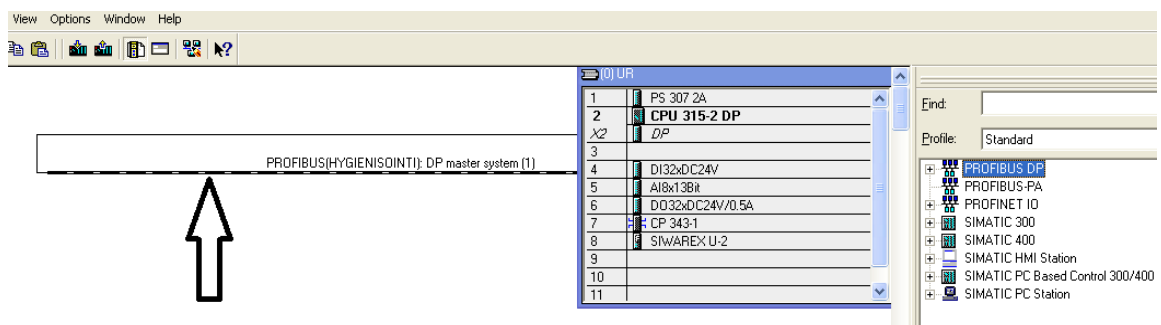 View Options Window Help
(0) UR
1 PS 307 2A
2 CPU 315-2 DP
X2 DP
3
4 DI32xDC24V
5 AI8x13Bit
6 DO32xDC24V/0.5A
7 CP 343-1
8 SIWAREX U-2
9
10
11
PROFIBUS(HYGIENISOINTI): DP master system (1)
Find:
Profile: Standard
PROFIBUS DP
PROFIBUS-PA
PROFINET IO
SIMATIC 300
SIMATIC 400
SIMATIC HMI Station
SIMATIC PC Based Control 300/400
SIMATIC PC Station